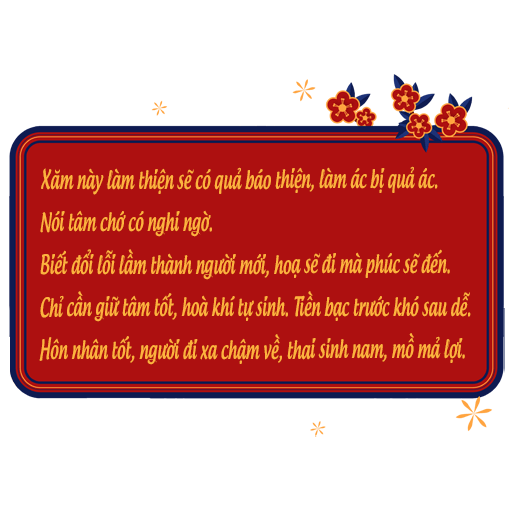 Xăm này làm thiện sẽ có quả báo thiện, làm ác bị quả ác.
Nói tâm chớ có nghi ngờ.
Biết đổi lỗi lầm thành người mới, hoạ sẽ đi mà phúc sẽ đến.
Chỉ cần giữ tâm tốt, hoà khí tự sinh. Tiền bạc trước khó sau dễ.
Hôn nhân tốt, người đi xa chậm về, thai sinh nam, mồ mả lợi.